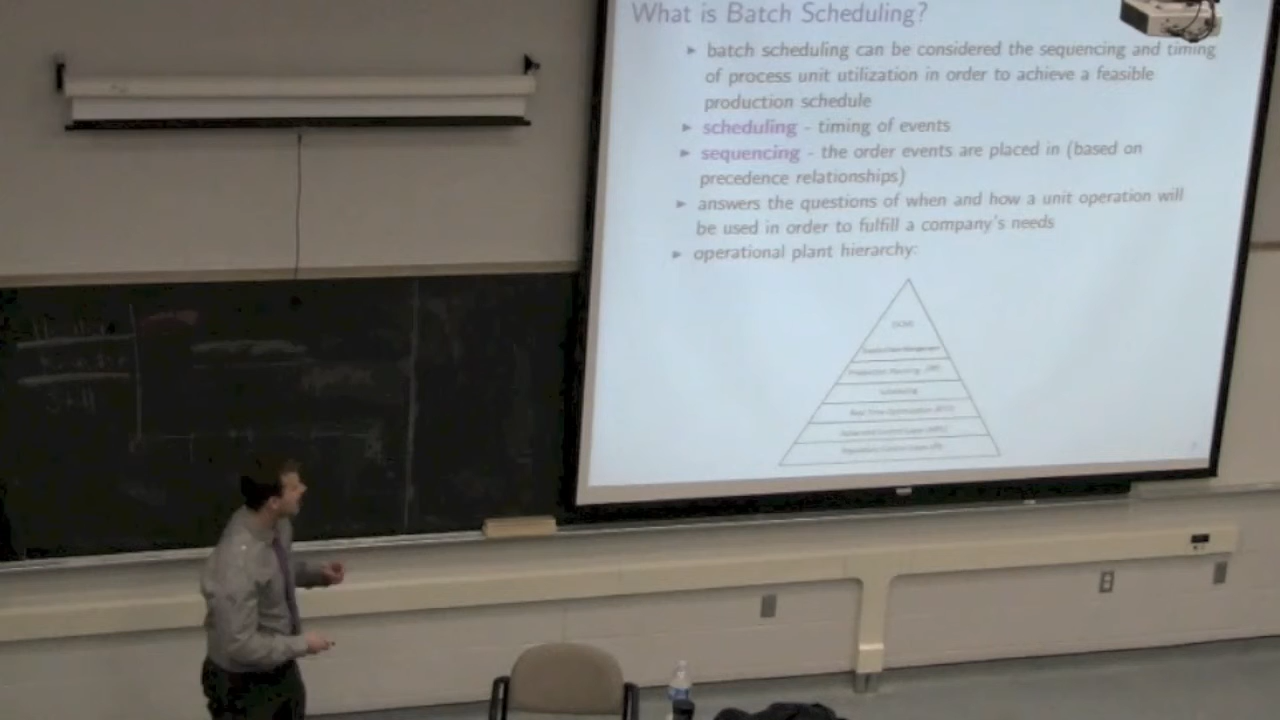 What is Batch Scheduling?
► batch scheduling can be considered the sequencing and timing
of process unit utilization in order to achieve a feasible
production schedule
► scheduling - timing of events
► sequencing - the order events are placed in (based on
precedence relationships)
► answers the questions of when and how a unit operation will
be used in order to fulfill a company's needs
► operational plant hierarchy:
Scheduling